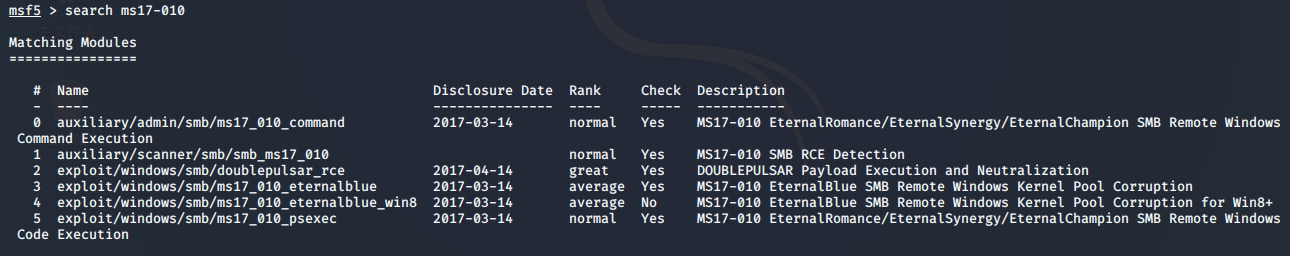 msf5 > search ms17-010
Matching Modules
================
#  Name                                      Disclosure Date  Rank     Check  Description
-  ----                                      ---------------  ----     -----  -----------
0  auxiliary/admin/smb/ms17_010_command      2017-03-14       normal   Yes    MS17-010 EternalRomance/EternalSynergy/EternalChampion SMB Remote Windows
Command Execution
1  auxiliary/scanner/smb/smb_ms17_010                         normal   Yes    MS17-010 SMB RCE Detection
2  exploit/windows/smb/doublepulsar_rce      2017-04-14       great    Yes    DOUBLEPULSAR Payload Execution and Neutralization
3  exploit/windows/smb/ms17_010_eternalblue  2017-03-14       average  Yes    MS17-010 EternalBlue SMB Remote Windows Kernel Pool Corruption
4  exploit/windows/smb/ms17_010_eternalblue_win8  2017-03-14  average  No     MS17-010 EternalBlue SMB Remote Windows Kernel Pool Corruption for Win8+
5  exploit/windows/smb/ms17_010_psexec       2017-03-14       normal   Yes    MS17-010 EternalRomance/EternalSynergy/EternalChampion SMB Remote Windows
Code Execution